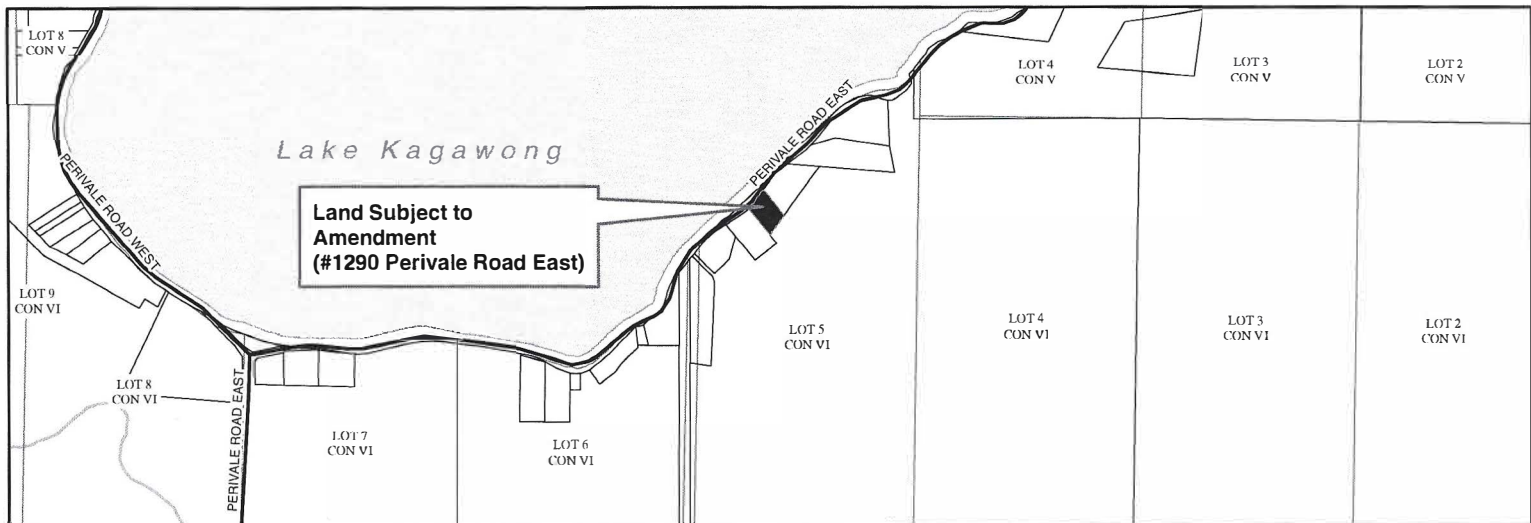 LOT 8
CON V
LOT 4
CON V
LOT 3
CON V
LOT 2
CON V
PERIVALE ROAD EAST
Lake Kagawong
PERIVALE ROAD WEST
Land Subject to
Amendment
(#1290 Perivale Road East)
LOT 9
CON VI
LOT 5
CON VI
LOT 4
CON VI
LOT 3
CON VI
LOT 2
CON VI
LOT 8
CON VI
PERIVALE ROAD EAST
LOT 7
CON VI
LOT 6
CON VI